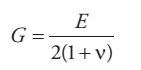 G = E / 2(1 + ν)